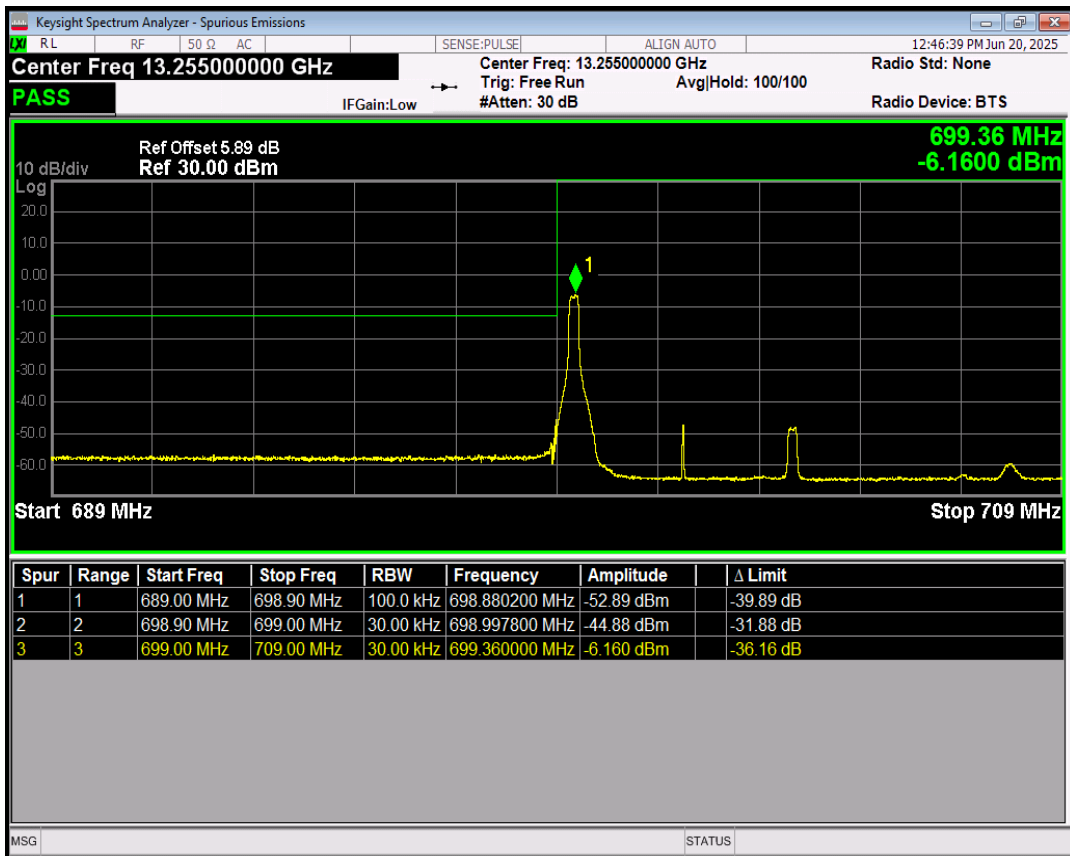 Keysight Spectrum Analyzer - Spurious Emissions
LXI RL RF 50 Ω AC SENSE:PULSE ALIGN AUTO 12:46:39 PM Jun 20, 2025
Center Freq 13.255000000 GHz Center Freq: 13.255000000 GHz Radio Std: None
Trig: Free Run Avg|Hold: 100/100
PASS IFGain:Low #Atten: 30 dB Radio Device: BTS
699.36 MHz
Ref Offset 5.89 dB
-6.1600 dBm
10 dB/div Ref 30.00 dBm
Log
20.0
10.0
1
0.00
-10.0
-20.0
-30.0
-40.0
-50.0
-60.0
Start 689 MHz Stop 709 MHz
Spur Range Start Freq Stop Freq RBW Frequency Amplitude Δ Limit
1 1 689.00 MHz 698.90 MHz 100.0 kHz 698.880200 MHz -52.89 dBm -39.89 dB
2 2 698.90 MHz 699.00 MHz 30.00 kHz 698.997800 MHz -44.88 dBm -31.88 dB
3 3 699.00 MHz 709.00 MHz 30.00 kHz 699.360000 MHz -6.160 dBm -36.16 dB
MSG STATUS